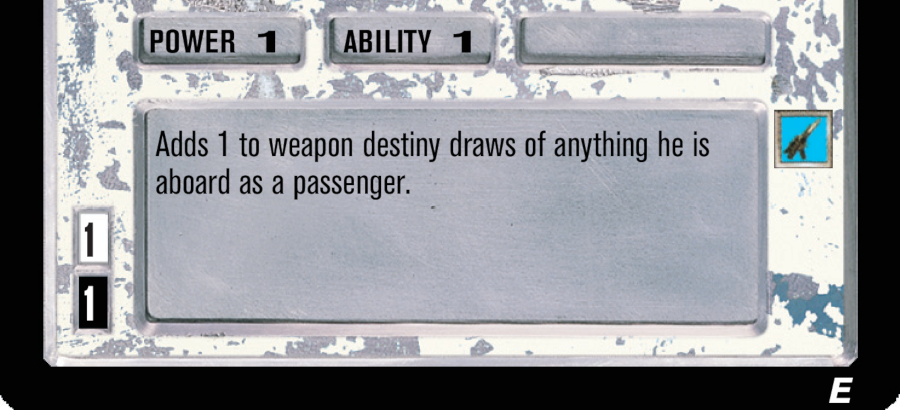 POWER 1 ABILITY 1
Adds 1 to weapon destiny draws of anything he is
aboard as a passenger.
1
1
E